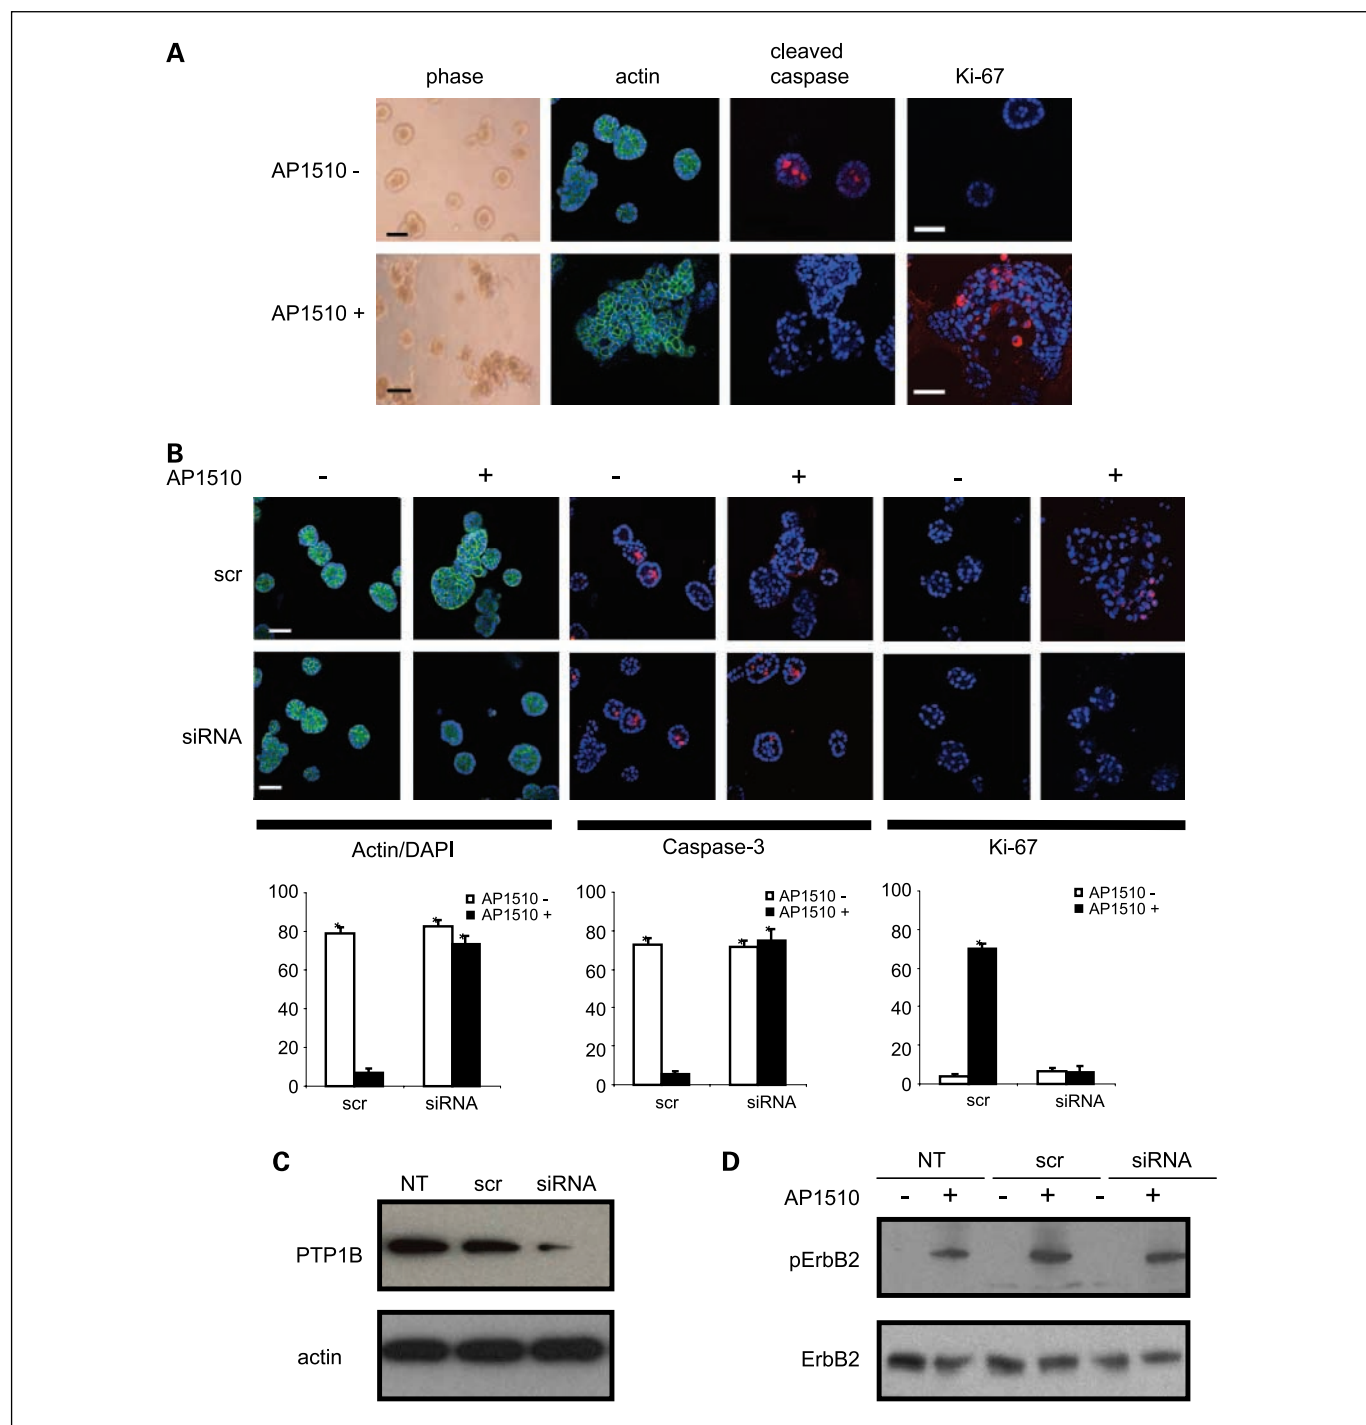 A
phase actin cleaved caspase Ki-67
AP1510 -
AP1510 +
B
AP1510 - + - + - +
scr
siRNA
Actin/DAPI Caspase-3 Ki-67
100
80
60
40
20
0
AP1510 -
AP1510 +
* * *
scr siRNA
100
80
60
40
20
0
AP1510 -
AP1510 +
* * *
scr siRNA
100
80
60
40
20
0
AP1510 -
AP1510 +
*
scr siRNA
C
NT scr siRNA
PTP1B
actin
D
NT scr siRNA
AP1510 - + - + - +
pErbB2
ErbB2